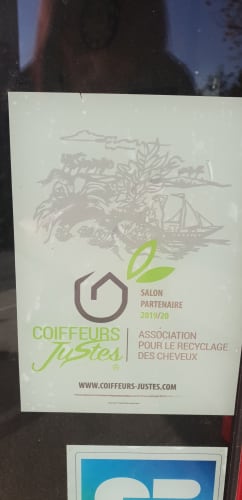 SALON
PARTENAIRE
2019/20
COIFFEURS
Justes
®
ASSOCIATION
POUR LE RECYCLAGE
DES CHEVEUX
WWW.COIFFEURS-JUSTES.COM